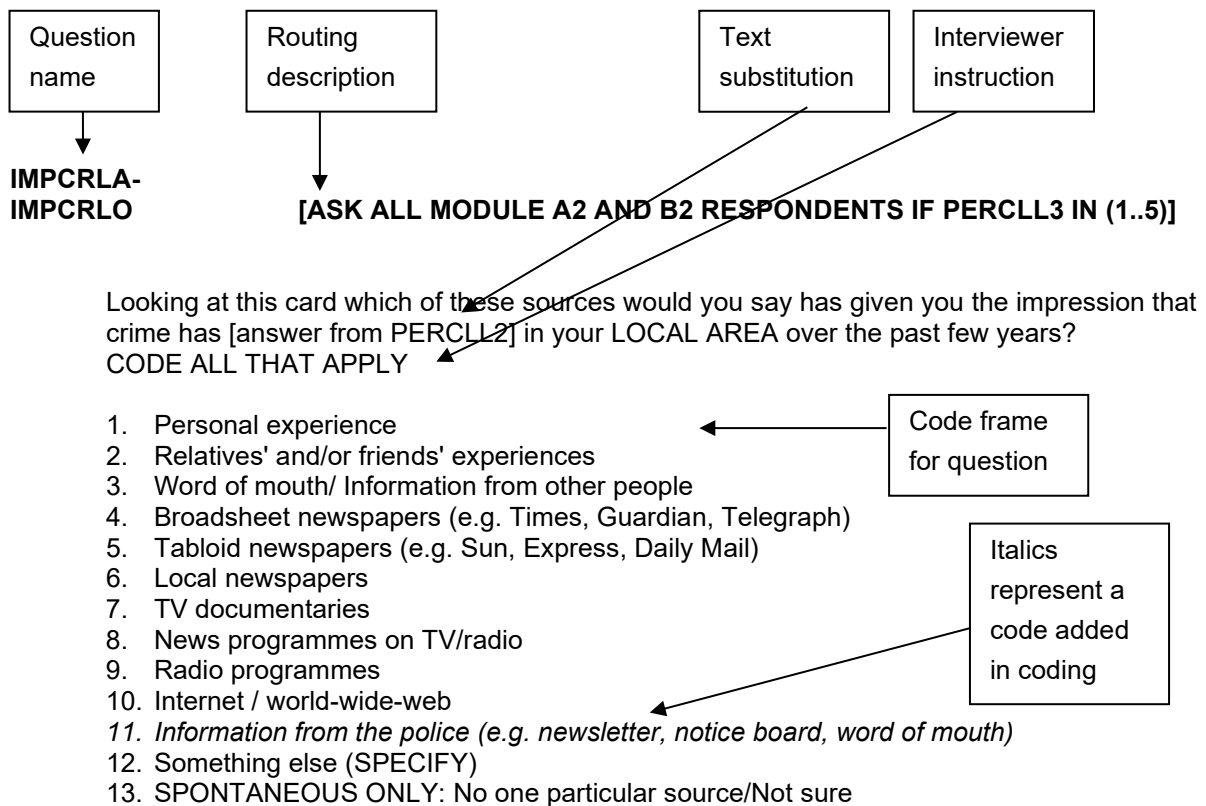 Question
name
Routing
description
Text
substitution
Interviewer
instruction
IMPCRLA-
IMPCRLO [ASK ALL MODULE A2 AND B2 RESPONDENTS IF PERCLL3 IN (1..5)]
Looking at this card which of these sources would you say has given you the impression that
crime has [answer from PERCLL2] in your LOCAL AREA over the past few years?
CODE ALL THAT APPLY
Code frame
for question
1. Personal experience
2. Relatives' and/or friends' experiences
3. Word of mouth/ Information from other people
4. Broadsheet newspapers (e.g. Times, Guardian, Telegraph)
5. Tabloid newspapers (e.g. Sun, Express, Daily Mail)
6. Local newspapers
7. TV documentaries
8. News programmes on TV/radio
9. Radio programmes
10. Internet / world-wide-web
11. Information from the police (e.g. newsletter, notice board, word of mouth)
12. Something else (SPECIFY)
13. SPONTANEOUS ONLY: No one particular source/Not sure
Italics
represent a
code added
in coding